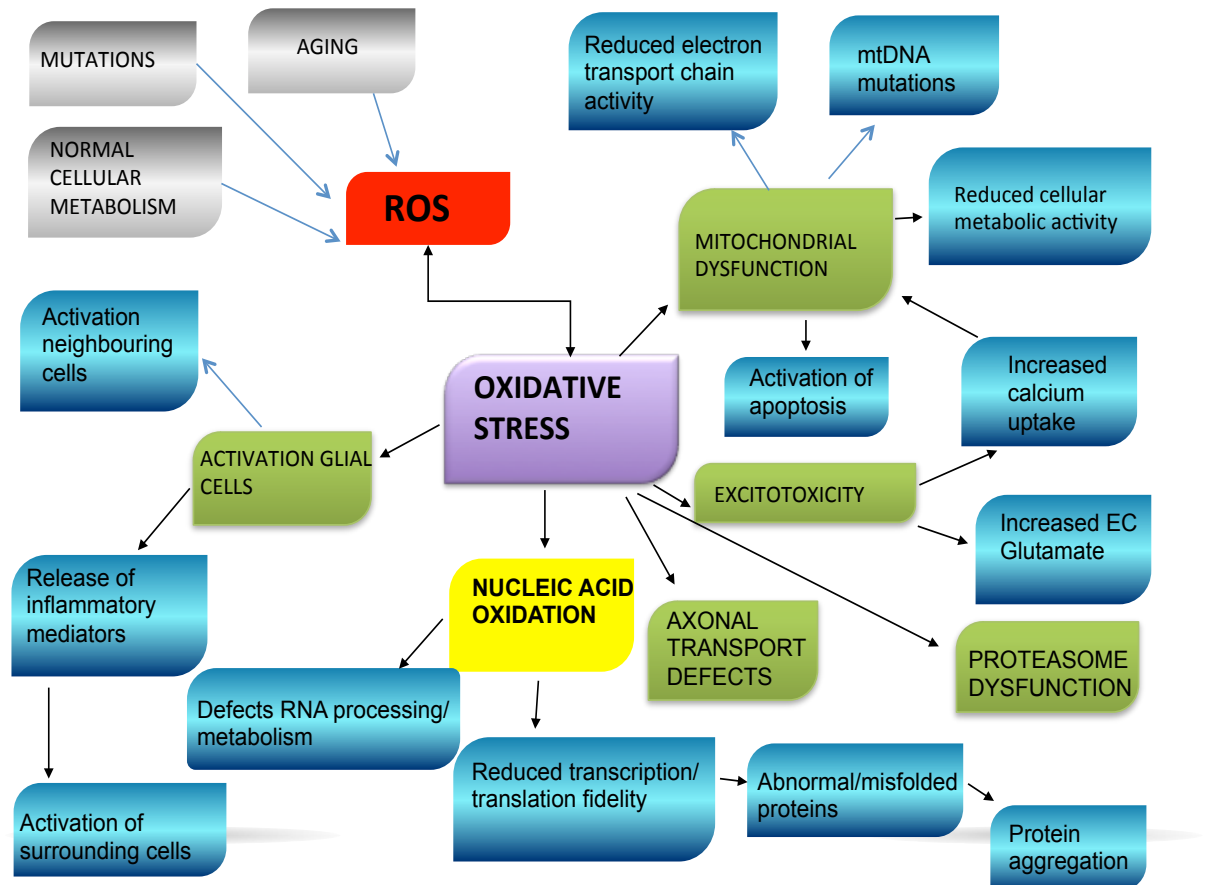 MUTATIONS
AGING
NORMAL
CELLULAR
METABOLISM
ROS
Reduced electron
transport chain
activity
mtDNA
mutations
MITOCHONDRIAL
DYSFUNCTION
Reduced cellular
metabolic activity
Activation
neighbouring
cells
OXIDATIVE
STRESS
Activation of
apoptosis
Increased
calcium
uptake
ACTIVATION GLIAL
CELLS
EXCITOTOXICITY
Increased EC
Glutamate
Release of
inflammatory
mediators
NUCLEIC ACID
OXIDATION
AXONAL
TRANSPORT
DEFECTS
PROTEASOME
DYSFUNCTION
Defects RNA processing/
metabolism
Reduced transcription/
translation fidelity
Abnormal/misfolded
proteins
Activation of
surrounding cells
Protein
aggregation